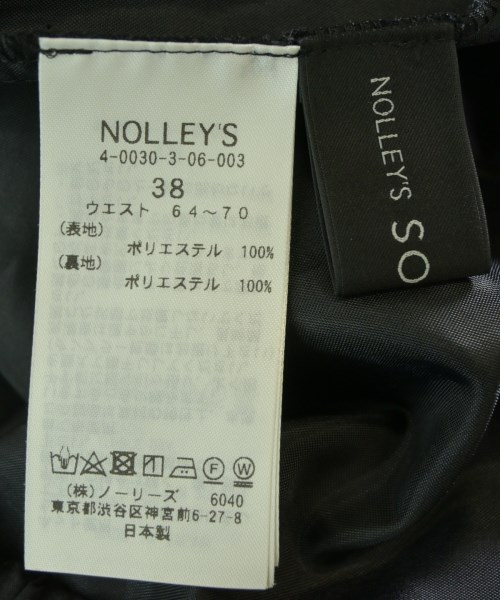 NOLLEY'S
4-0030-3-06-003
38
ウエスト 64～70
(表地)
ポリエステル 100%
(裏地)
ポリエステル 100%
F W
(株)ノーリーズ 6040
東京都渋谷区神宮前6-27-8
日本製
NOLLEY'S SO